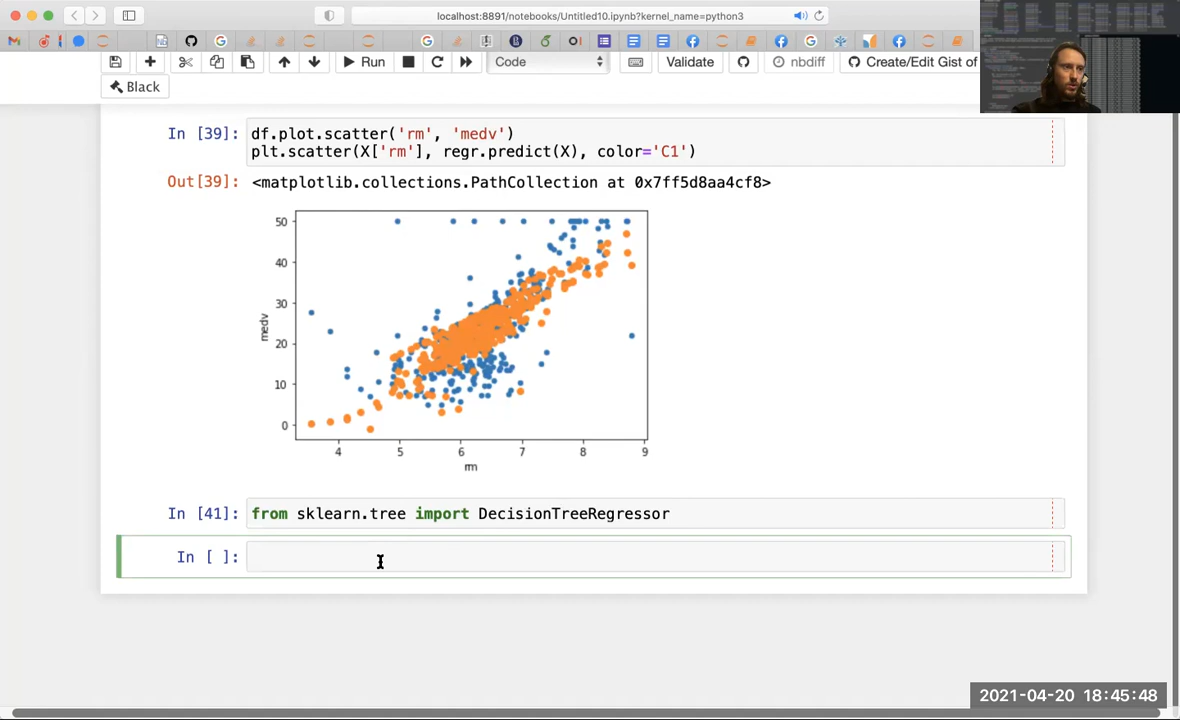 localhost:8891/notebooks/Untitled10.ipynb?kernel_name=python3
Run
Code
Validate
nbdiff
Create/Edit Gist of
Black
In [39]:
df.plot.scatter('rm', 'medv')
plt.scatter(X['rm'], regr.predict(X), color='C1')
Out[39]:
<matplotlib.collections.PathCollection at 0x7ff5d8aa4cf8>
50
40
30
20
10
0
medv
4 5 6 7 8 9
rm
In [41]:
from sklearn.tree import DecisionTreeRegressor
In [ ]:
2021-04-20 18:45:48